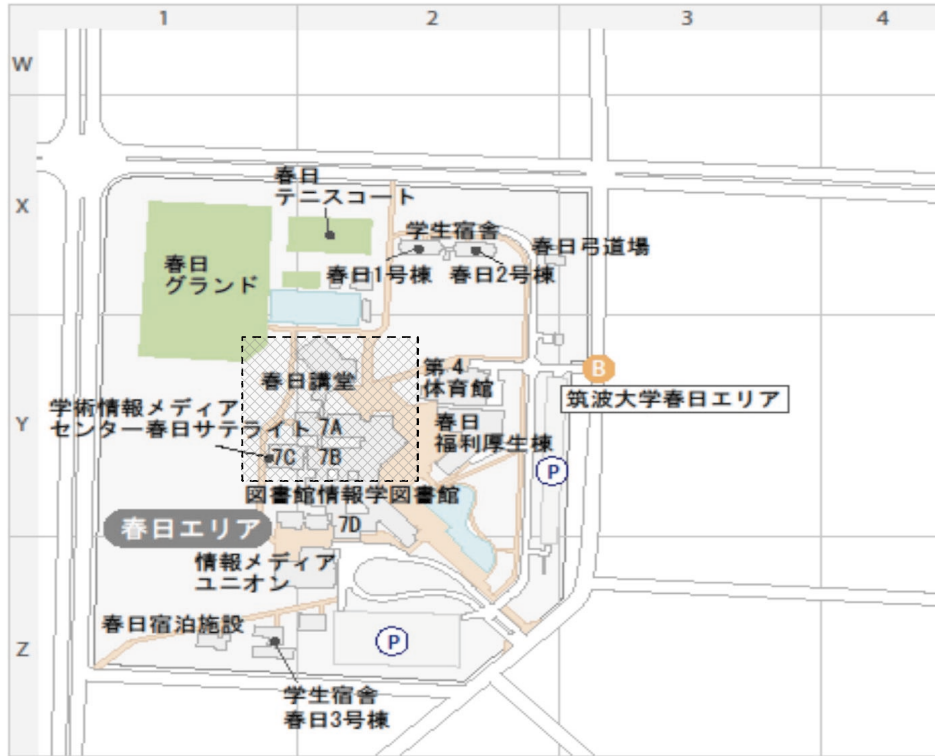 1
2
3
4
W
X
春日
テニスコート
学生宿舎
春日弓道場
春日
グランド
春日1号棟
春日2号棟
Y
春日講堂
第4
体育館
B
筑波大学春日エリア
学術情報メディア
センター春日サテライト
7A
春日
福利厚生棟
7C
7B
P
図書館情報学図書館
7D
春日エリア
情報メディア
ユニオン
Z
春日宿泊施設
P
学生宿舎
春日3号棟